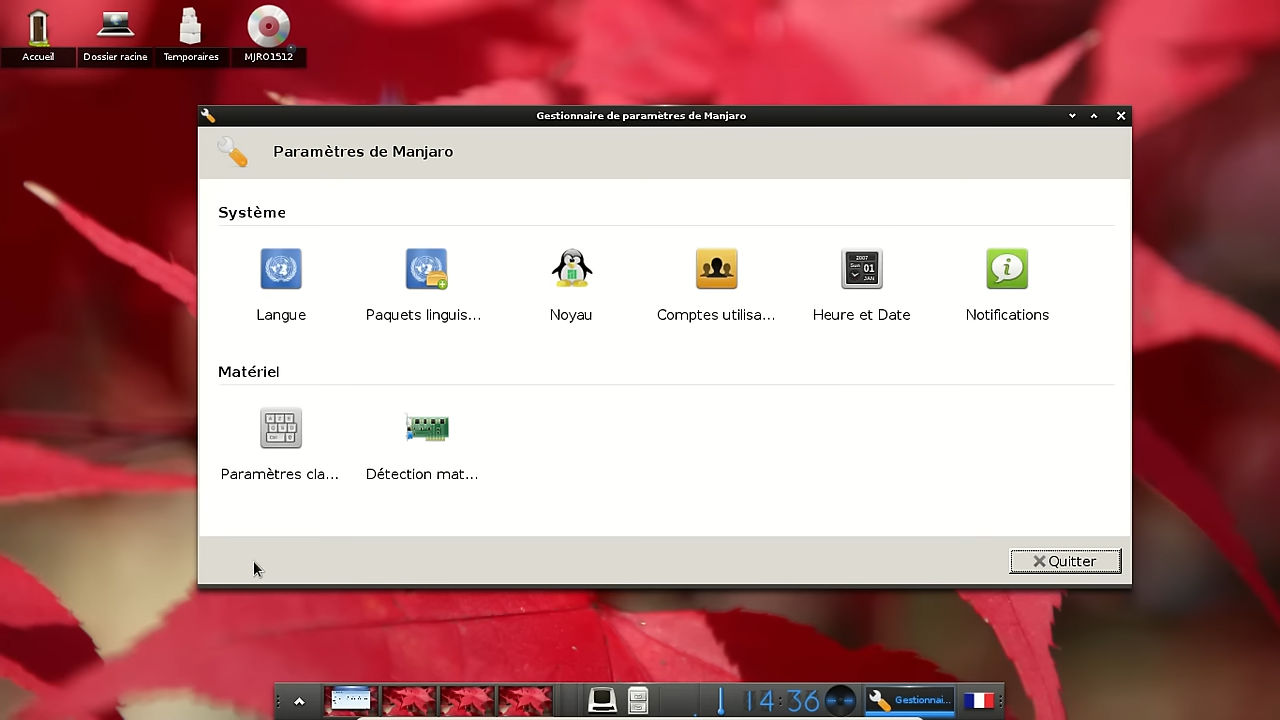 Accueil
Dossier racine
Temporaires
MJRO1512
Gestionnaire de paramètres de Manjaro
Paramètres de Manjaro
Système
Langue
Paquets linguis...
Noyau
Comptes utilisa...
Heure et Date
Notifications
Matériel
Paramètres cla...
Détection mat...
Quitter
14:36
Gestionnai...